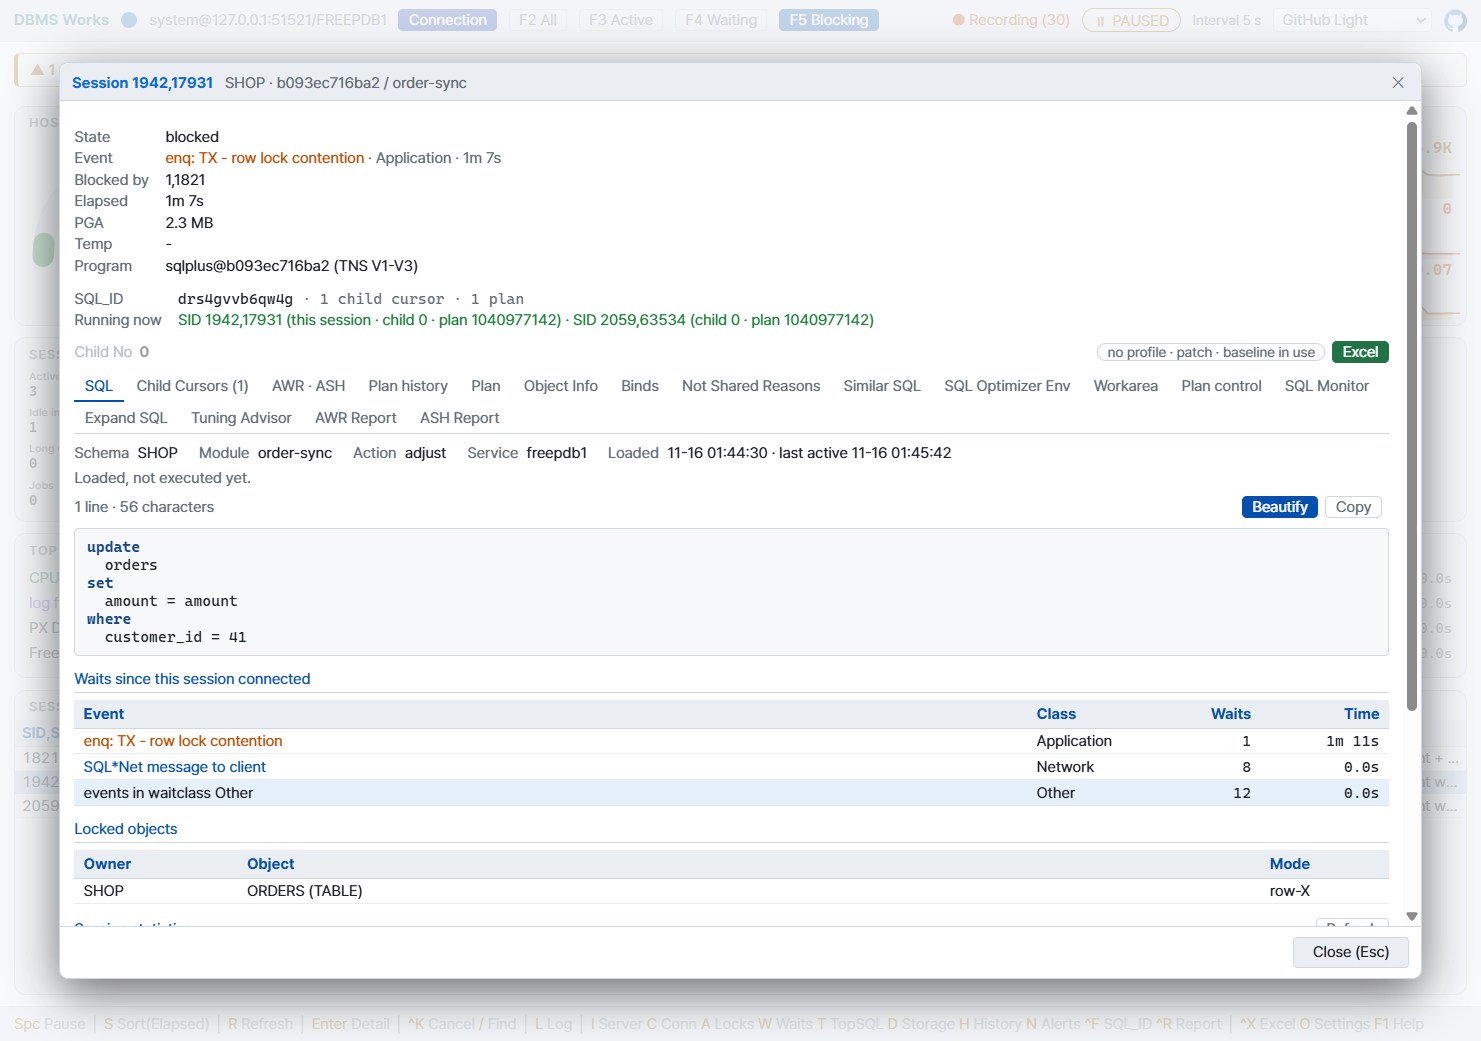 DBMS Works system@127.0.0.1:51521/FREEPDB1 Connection F2 All F3 Active F4 Waiting F5 Blocking Recording (30) PAUSED Interval 5 s GitHub Light
1
Session 1942,17931 SHOP · b093ec716ba2 / order-sync
State blocked
Event enq: TX - row lock contention · Application · 1m 7s
Blocked by 1,1821
Elapsed 1m 7s
PGA 2.3 MB
Temp -
Program sqlplus@b093ec716ba2 (TNS V1-V3)
SQL_ID drs4gvvb6qw4g · 1 child cursor · 1 plan
Running now SID 1942,17931 (this session · child 0 · plan 1040977142) · SID 2059,63534 (child 0 · plan 1040977142)
Child No 0 no profile · patch · baseline in use Excel
SQL Child Cursors (1) AWR · ASH Plan history Plan Object Info Binds Not Shared Reasons Similar SQL SQL Optimizer Env Workarea Plan control SQL Monitor
Expand SQL Tuning Advisor AWR Report ASH Report
Schema SHOP Module order-sync Action adjust Service freepdb1 Loaded 11-16 01:44:30 · last active 11-16 01:45:42
Loaded, not executed yet.
1 line · 56 characters Beautify Copy
update
orders
set
amount = amount
where
customer_id = 41
Waits since this session connected
Event Class Waits Time
enq: TX - row lock contention Application 1 1m 11s
SQL*Net message to client Network 8 0.0s
events in waitclass Other Other 12 0.0s
Locked objects
Owner Object Mode
SHOP ORDERS (TABLE) row-X
Close (Esc)
Spc Pause | S Sort(Elapsed) | R Refresh | Enter Detail | ^K Cancel / Find | L Log | I Server C Conn A Locks W Waits T TopSQL D Storage H History N Alerts ^F SQL_ID ^R Report | ^X Excel O Settings F1 Help